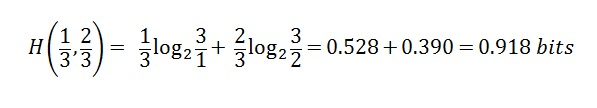 H(1/3, 2/3) = 1/3 log₂ 3/1 + 2/3 log₂ 3/2 = 0.528 + 0.390 = 0.918 bits